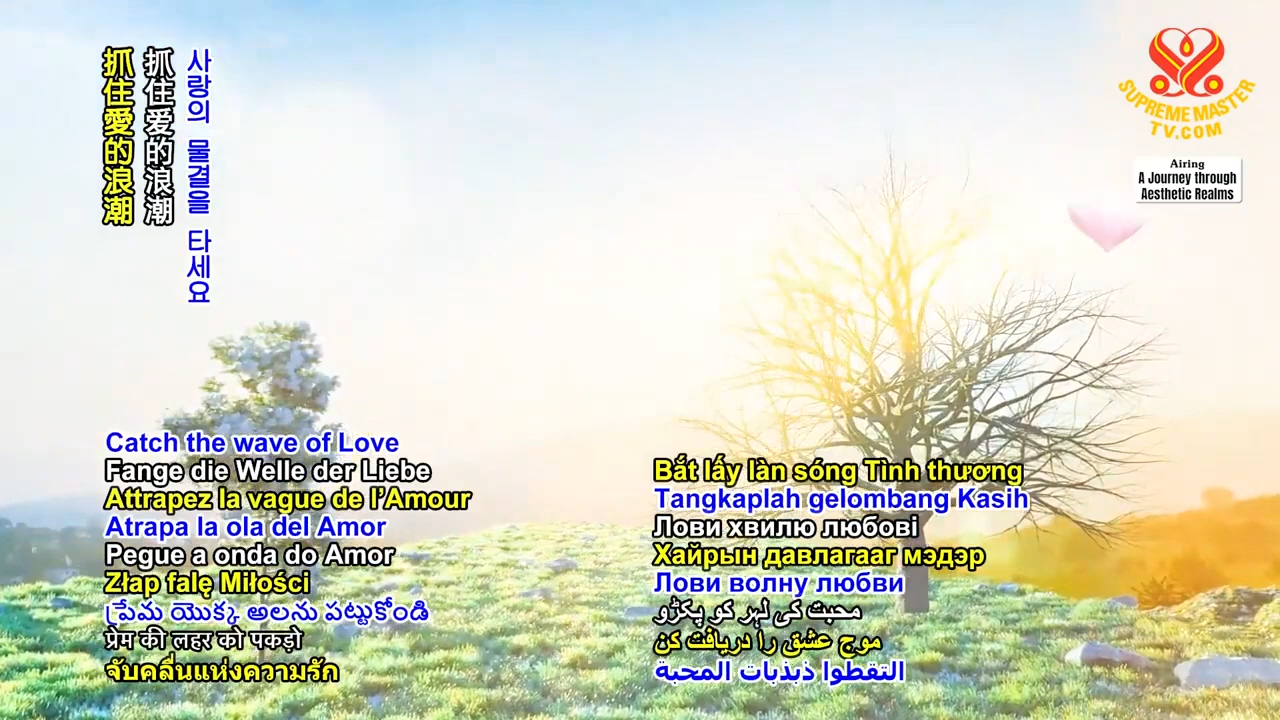 抓住愛的浪潮
抓住爱的浪潮
사랑의 물결을 타세요
SUPREME MASTER
TV.COM
Airing
A Journey through
Aesthetic Realms
Catch the wave of Love
Fange die Welle der Liebe
Attrapez la vague de l’Amour
Atrapa la ola del Amor
Pegue a onda do Amor
Złap falę Miłości
ప్రేమ యొక్క అలను పట్టుకోండి
प्रेम की लहर को पकड़ो
จับคลื่นแห่งความรัก
Bắt lấy làn sóng Tình thương
Tangkaplah gelombang Kasih
Лови хвилю любові
Хайрын давлагааг мэдэр
Лови волну любви
محبت کی لہر کو پکڑو
موج عشق را دریافت کن
التقطوا ذبذبات المحبة